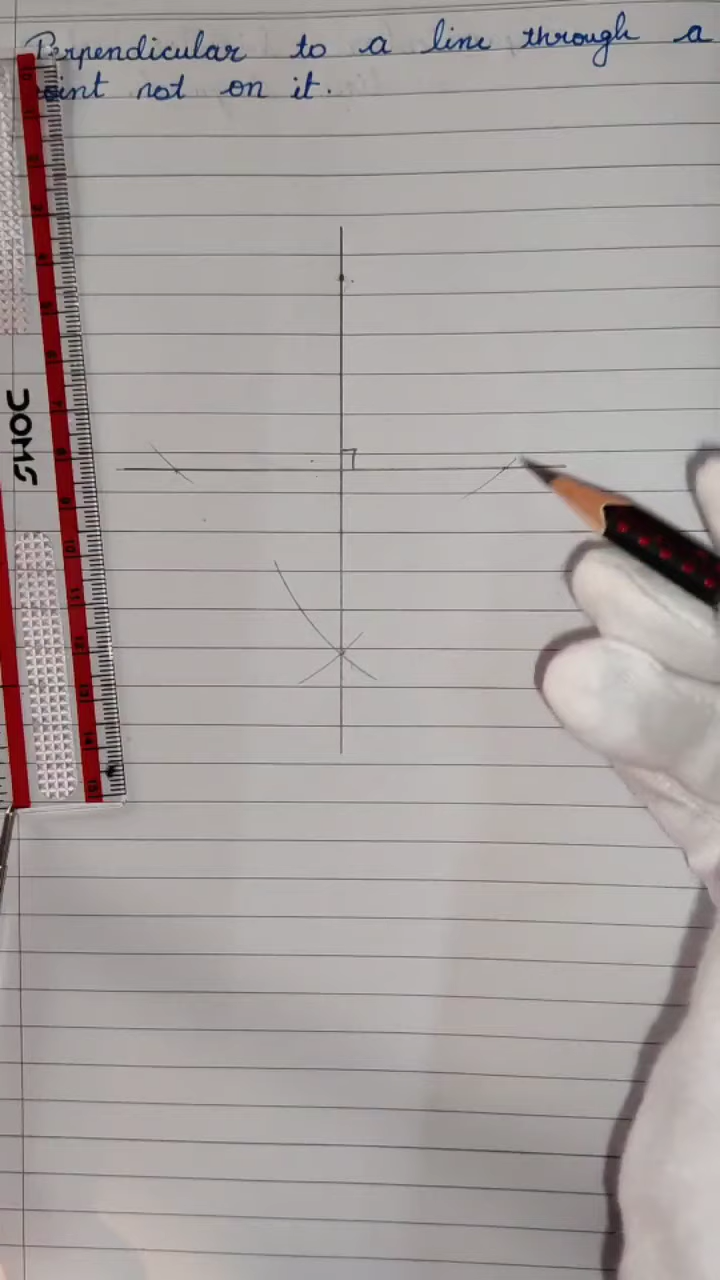 Perpendicular to a line through a
point not on it.
DOMS